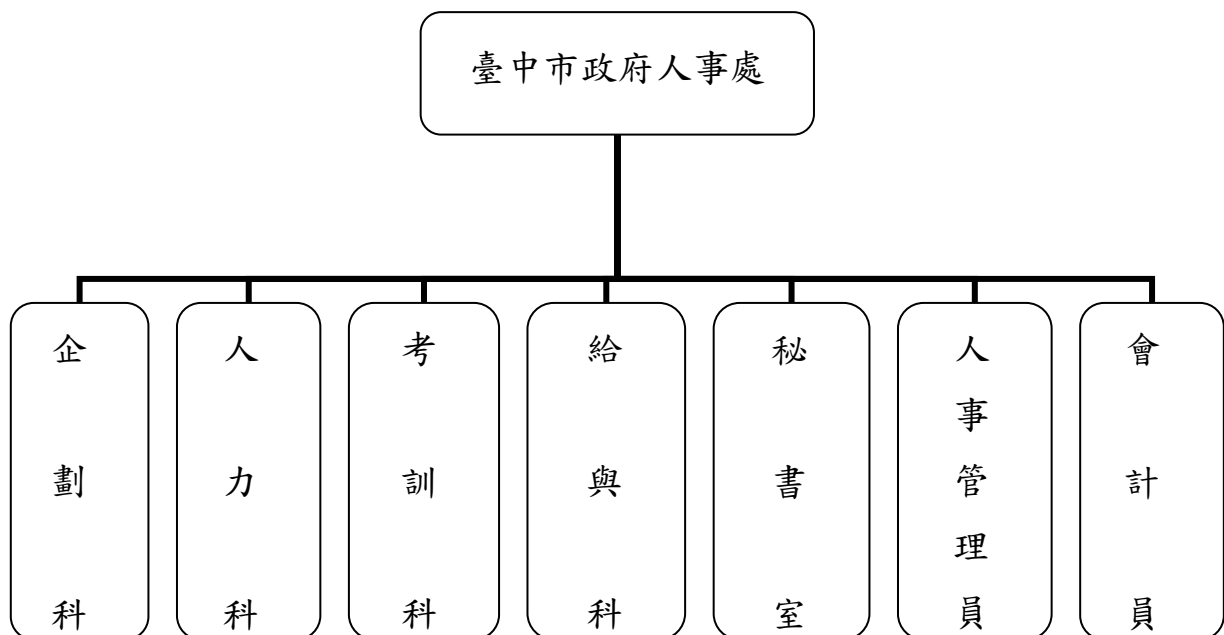 臺中市政府人事處
企劃科
人力科
考訓科
給與科
秘書室
人事管理員
會計員